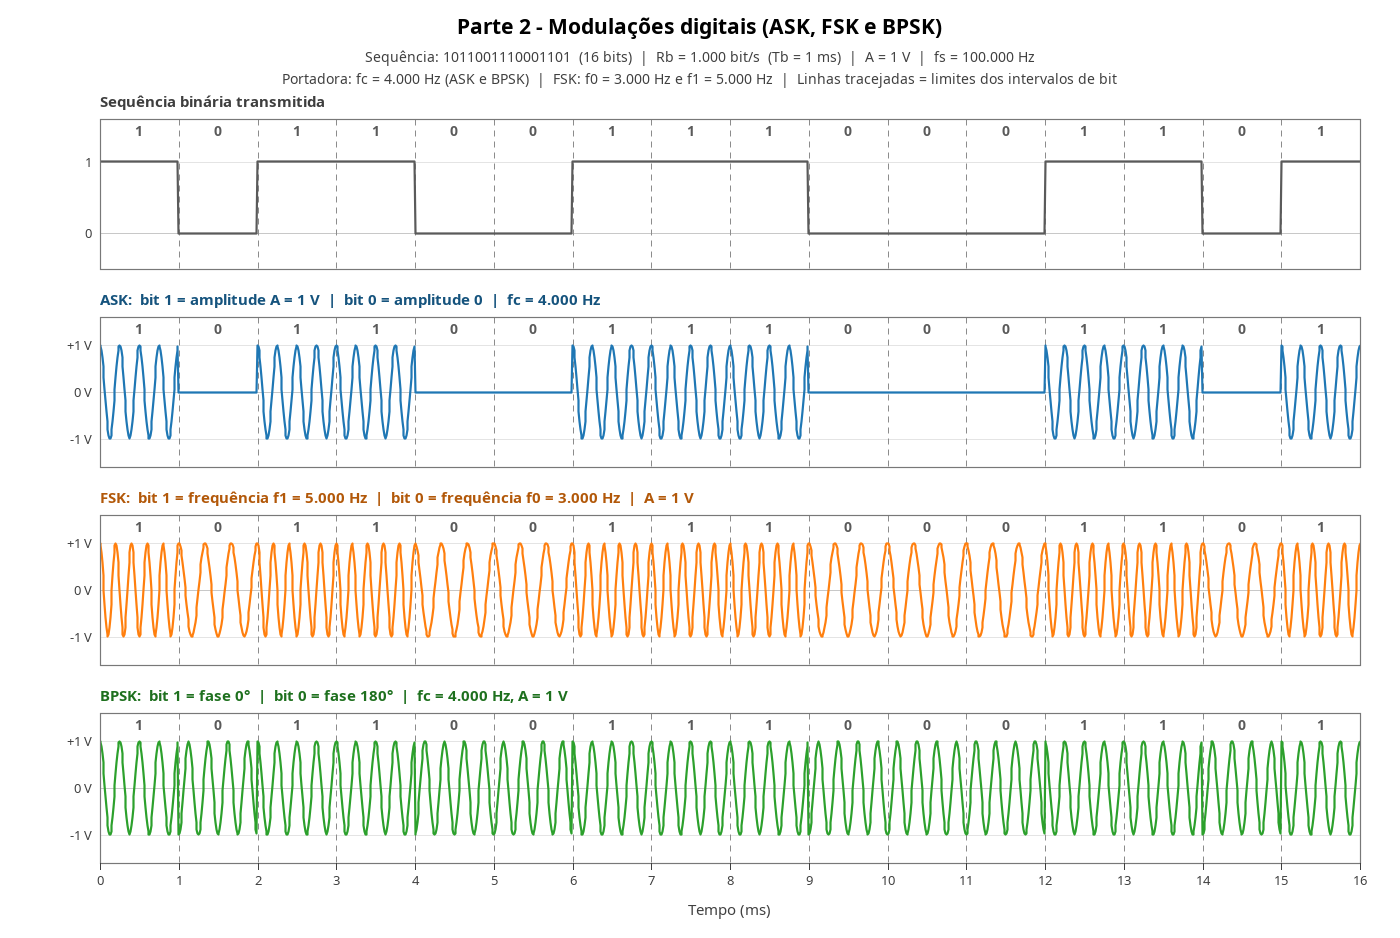 Parte 2 - Modulações digitais (ASK, FSK e BPSK)
Sequência: 1011001110001101 (16 bits) | Rb = 1.000 bit/s (Tb = 1 ms) | A = 1 V | fs = 100.000 Hz
Portadora: fc = 4.000 Hz (ASK e BPSK) | FSK: f0 = 3.000 Hz e f1 = 5.000 Hz | Linhas tracejadas = limites dos intervalos de bit
Sequência binária transmitida
1 0 1 1 0 0 1 1 1 0 0 0 1 1 0 1
1
0
ASK: bit 1 = amplitude A = 1 V | bit 0 = amplitude 0 | fc = 4.000 Hz
1 0 1 1 0 0 1 1 1 0 0 0 1 1 0 1
+1 V
0 V
-1 V
FSK: bit 1 = frequência f1 = 5.000 Hz | bit 0 = frequência f0 = 3.000 Hz | A = 1 V
1 0 1 1 0 0 1 1 1 0 0 0 1 1 0 1
+1 V
0 V
-1 V
BPSK: bit 1 = fase 0° | bit 0 = fase 180° | fc = 4.000 Hz, A = 1 V
1 0 1 1 0 0 1 1 1 0 0 0 1 1 0 1
+1 V
0 V
-1 V
0 1 2 3 4 5 6 7 8 9 10 11 12 13 14 15 16
Tempo (ms)